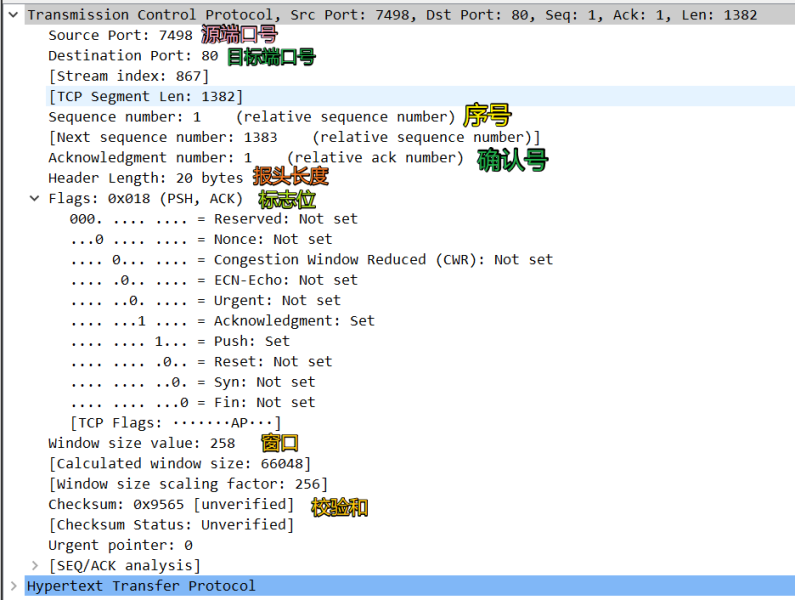 Transmission Control Protocol, Src Port: 7498, Dst Port: 80, Seq: 1, Ack: 1, Len: 1382
Source Port: 7498 源端口号
Destination Port: 80 目标端口号
[Stream index: 867]
[TCP Segment Len: 1382]
Sequence number: 1 (relative sequence number) 序号
[Next sequence number: 1383 (relative sequence number)]
Acknowledgment number: 1 (relative ack number) 确认号
Header Length: 20 bytes 报头长度
Flags: 0x018 (PSH, ACK) 标志位
000. .... .... = Reserved: Not set
...0 .... .... = Nonce: Not set
.... 0... .... = Congestion Window Reduced (CWR): Not set
.... .0.. .... = ECN-Echo: Not set
.... ..0. .... = Urgent: Not set
.... ...1 .... = Acknowledgment: Set
.... .... 1... = Push: Set
.... .... .0.. = Reset: Not set
.... .... ..0. = Syn: Not set
.... .... ...0 = Fin: Not set
[TCP Flags: ·······AP···]
Window size value: 258 窗口
[Calculated window size: 66048]
[Window size scaling factor: 256]
Checksum: 0x9565 [unverified] 校验和
[Checksum Status: Unverified]
Urgent pointer: 0
[SEQ/ACK analysis]
Hypertext Transfer Protocol